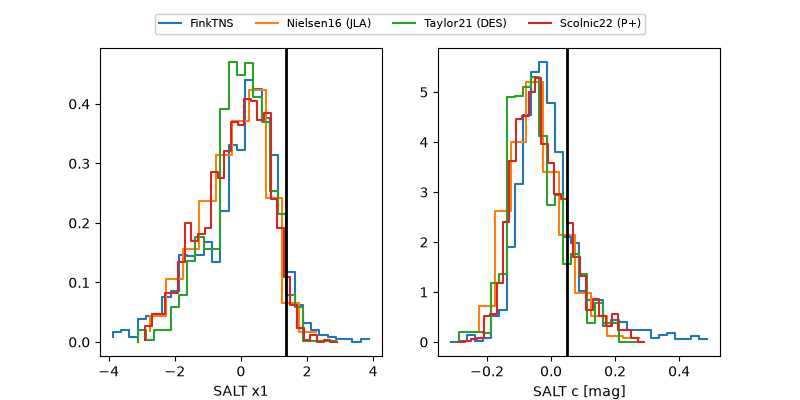 FinkTNS Nielsen16 (JLA) Taylor21 (DES) Scolnic22 (P+)
0.4
0.3
0.2
0.1
0.0
−4 −2 0 2 4
SALT x1
5
4
3
2
1
0
−0.2 0.0 0.2 0.4
SALT c [mag]